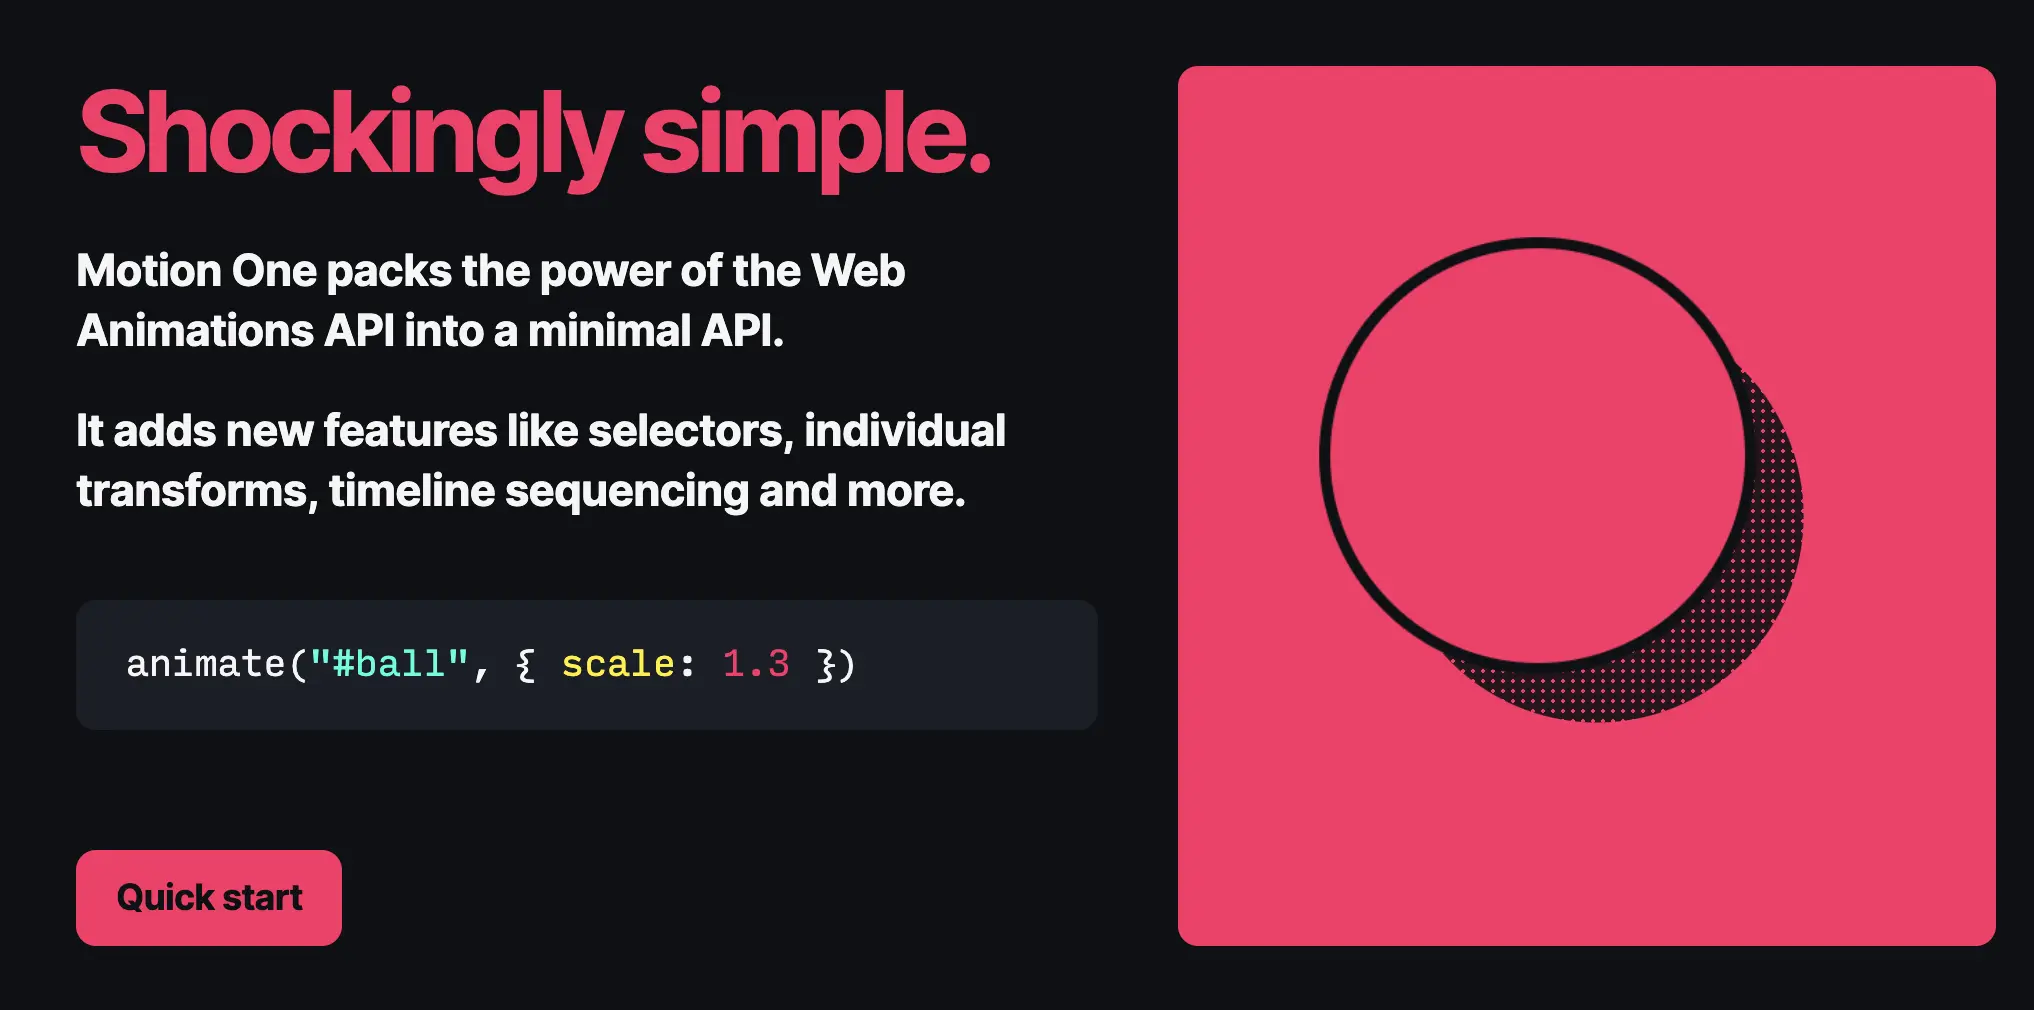 Shockingly simple.
Motion One packs the power of the Web
Animations API into a minimal API.
It adds new features like selectors, individual
transforms, timeline sequencing and more.
animate("#ball", { scale: 1.3 })
Quick start